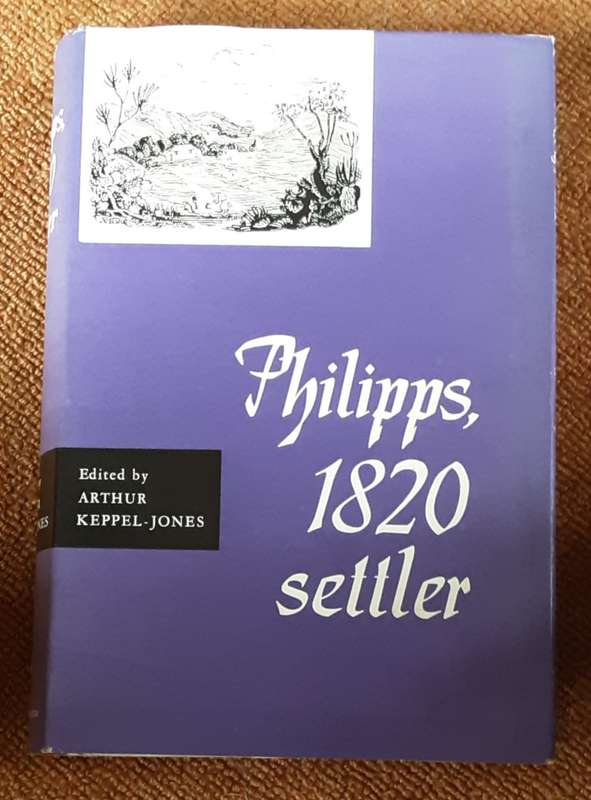 Philipps,
1820
settler
Edited by
ARTHUR
KEPPEL-JONES